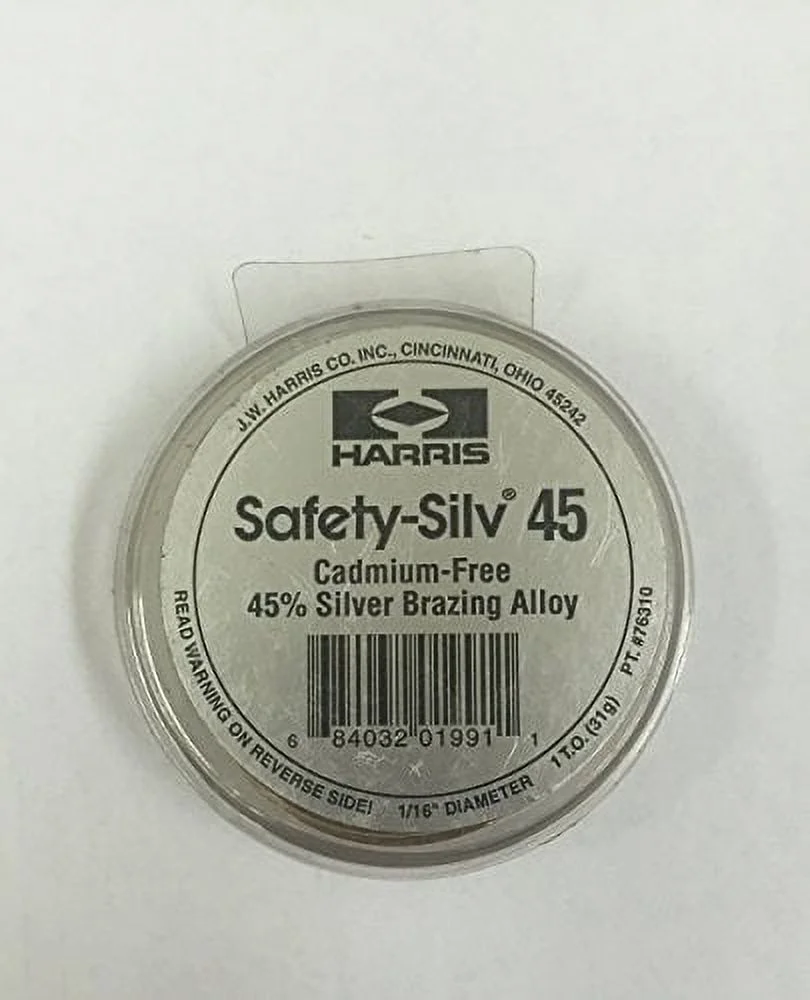 J.W. HARRIS CO. INC., CINCINNATI, OHIO 45242
HARRIS
Safety-Silv® 45
Cadmium-Free
45% Silver Brazing Alloy
6 84032 01991 1
READ WARNING ON REVERSE SIDE! 1/16" DIAMETER 1 T.O. (31g) PT. #76310